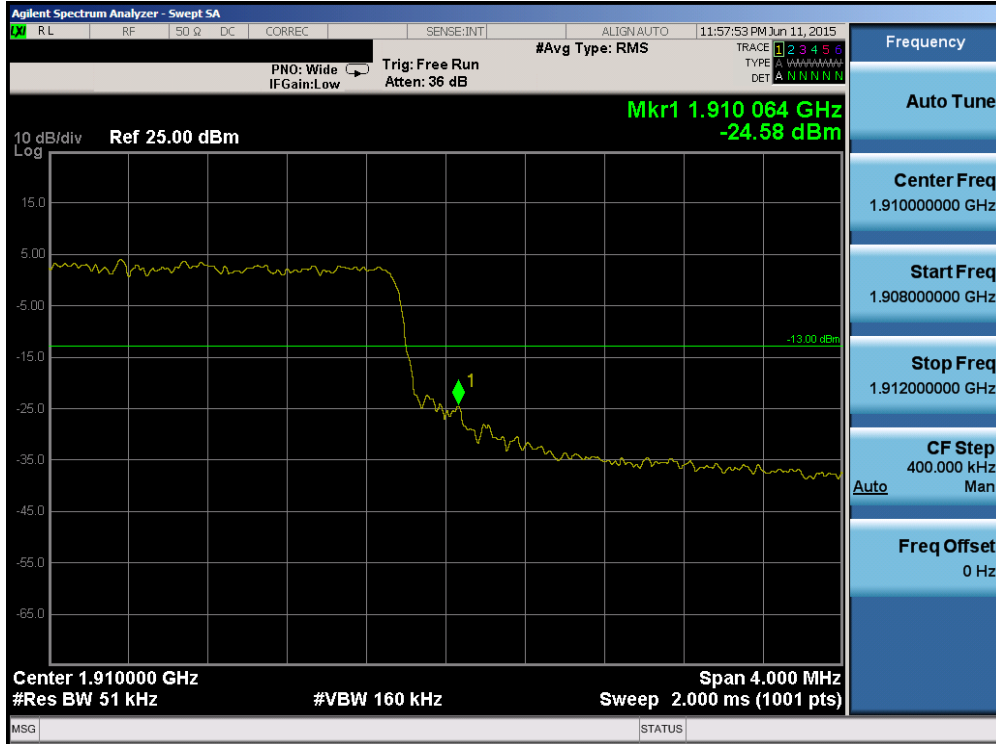 Agilent Spectrum Analyzer - Swept SA
LXI RL RF 50 Ω DC CORREC SENSE:INT ALIGN AUTO 11:57:53 PM Jun 11, 2015
PNO: Wide
IFGain:Low
Trig: Free Run
Atten: 36 dB
#Avg Type: RMS
TRACE 1 2 3 4 5 6
TYPE A
DET A N N N N N
Mkr1 1.910 064 GHz
-24.58 dBm
10 dB/div
Log
Ref 25.00 dBm
15.0
5.00
-5.00
-13.00 dBm
-15.0
1
-25.0
-35.0
-45.0
-55.0
-65.0
Center 1.910000 GHz
Span 4.000 MHz
#Res BW 51 kHz
#VBW 160 kHz
Sweep 2.000 ms (1001 pts)
MSG
STATUS
Frequency
Auto Tune
Center Freq
1.910000000 GHz
Start Freq
1.908000000 GHz
Stop Freq
1.912000000 GHz
CF Step
400.000 kHz
Auto Man
Freq Offset
0 Hz